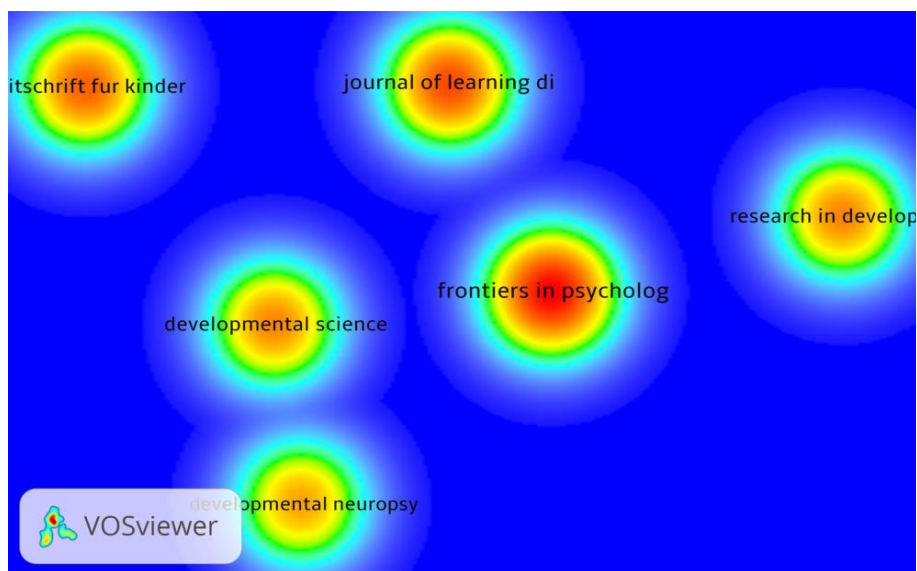 itschrift fur kinder
journal of learning di
research in develop
frontiers in psycholog
developmental science
developmental neuropsy
VOSviewer